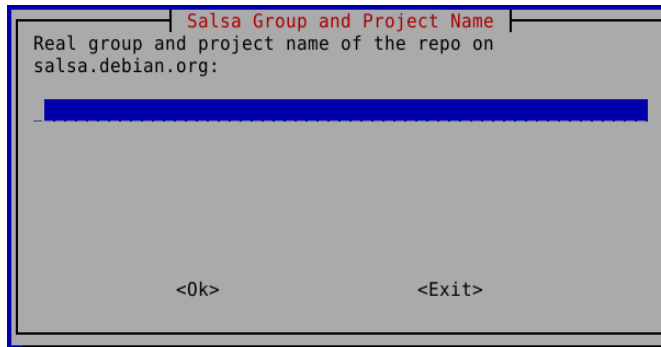 Salsa Group and Project Name
Real group and project name of the repo on
salsa.debian.org:
<Ok> <Exit>